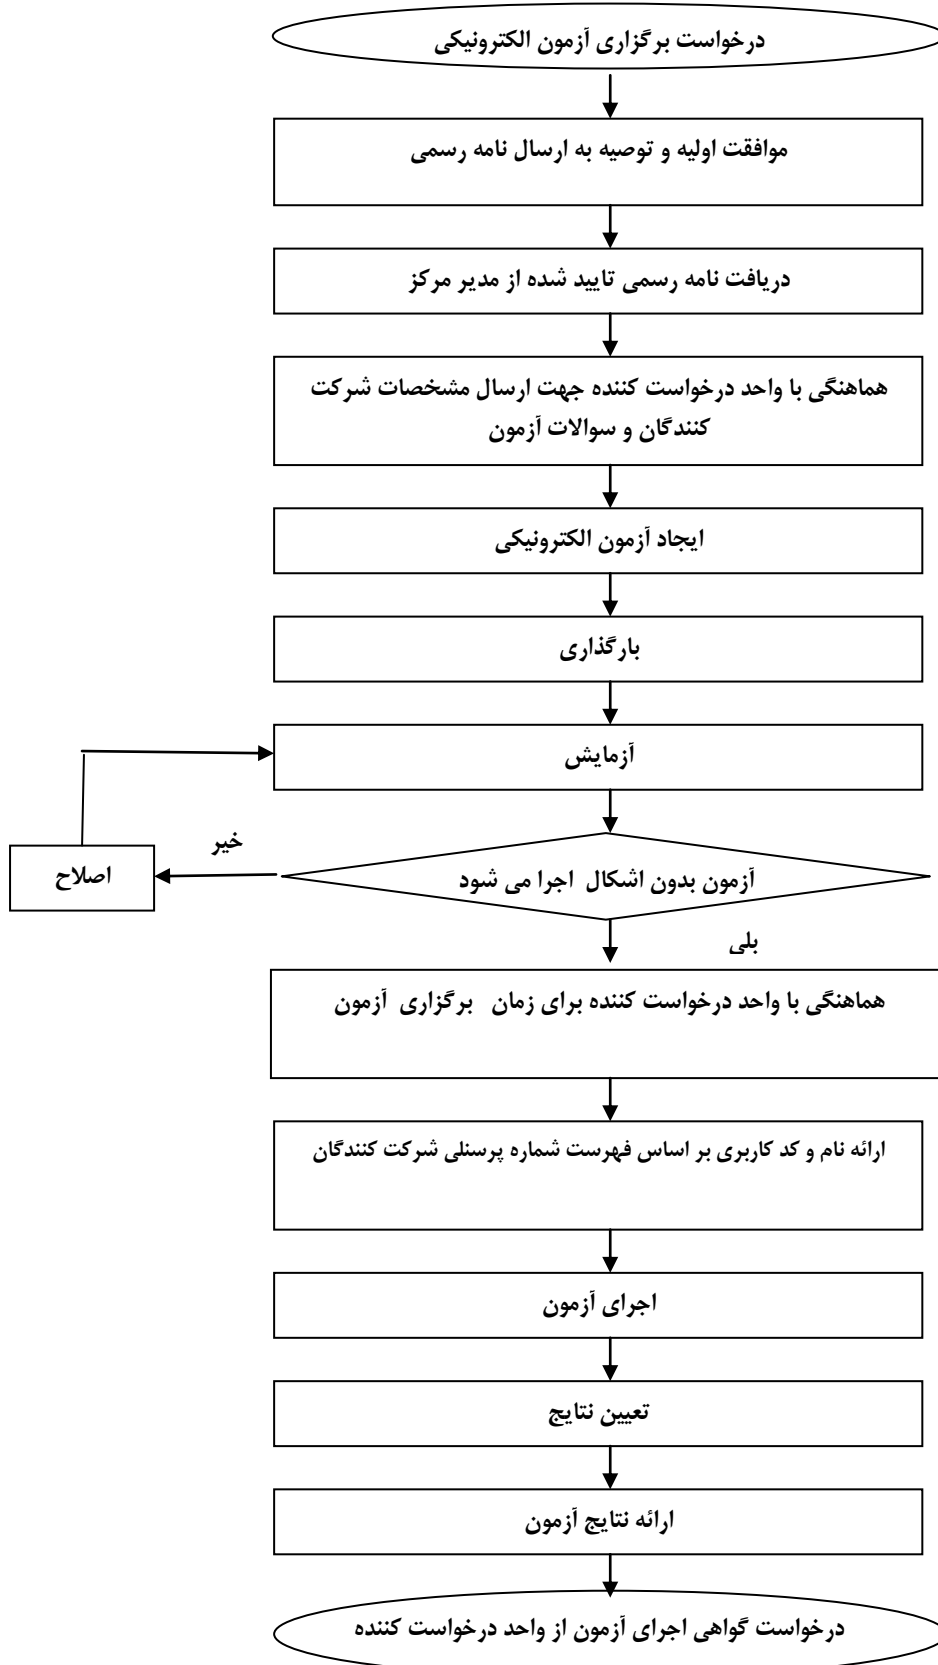 درخواست برگزاری آزمون الکترونیکی
موافقت اولیه و توصیه به ارسال نامه رسمی
دریافت نامه رسمی تایید شده از مدیر مرکز
هماهنگی با واحد درخواست کننده جهت ارسال مشخصات شرکت
کنندگان و سوالات آزمون
ایجاد آزمون الکترونیکی
بارگذاری
آزمایش
خیر
آزمون بدون اشکال اجرا می شود
اصلاح
بلی
هماهنگی با واحد درخواست کننده برای زمان برگزاری آزمون
ارائه نام و کد کاربری بر اساس فهرست شماره پرسنلی شرکت کنندگان
اجرای آزمون
تعیین نتایج
ارائه نتایج آزمون
درخواست گواهی اجرای آزمون از واحد درخواست کننده